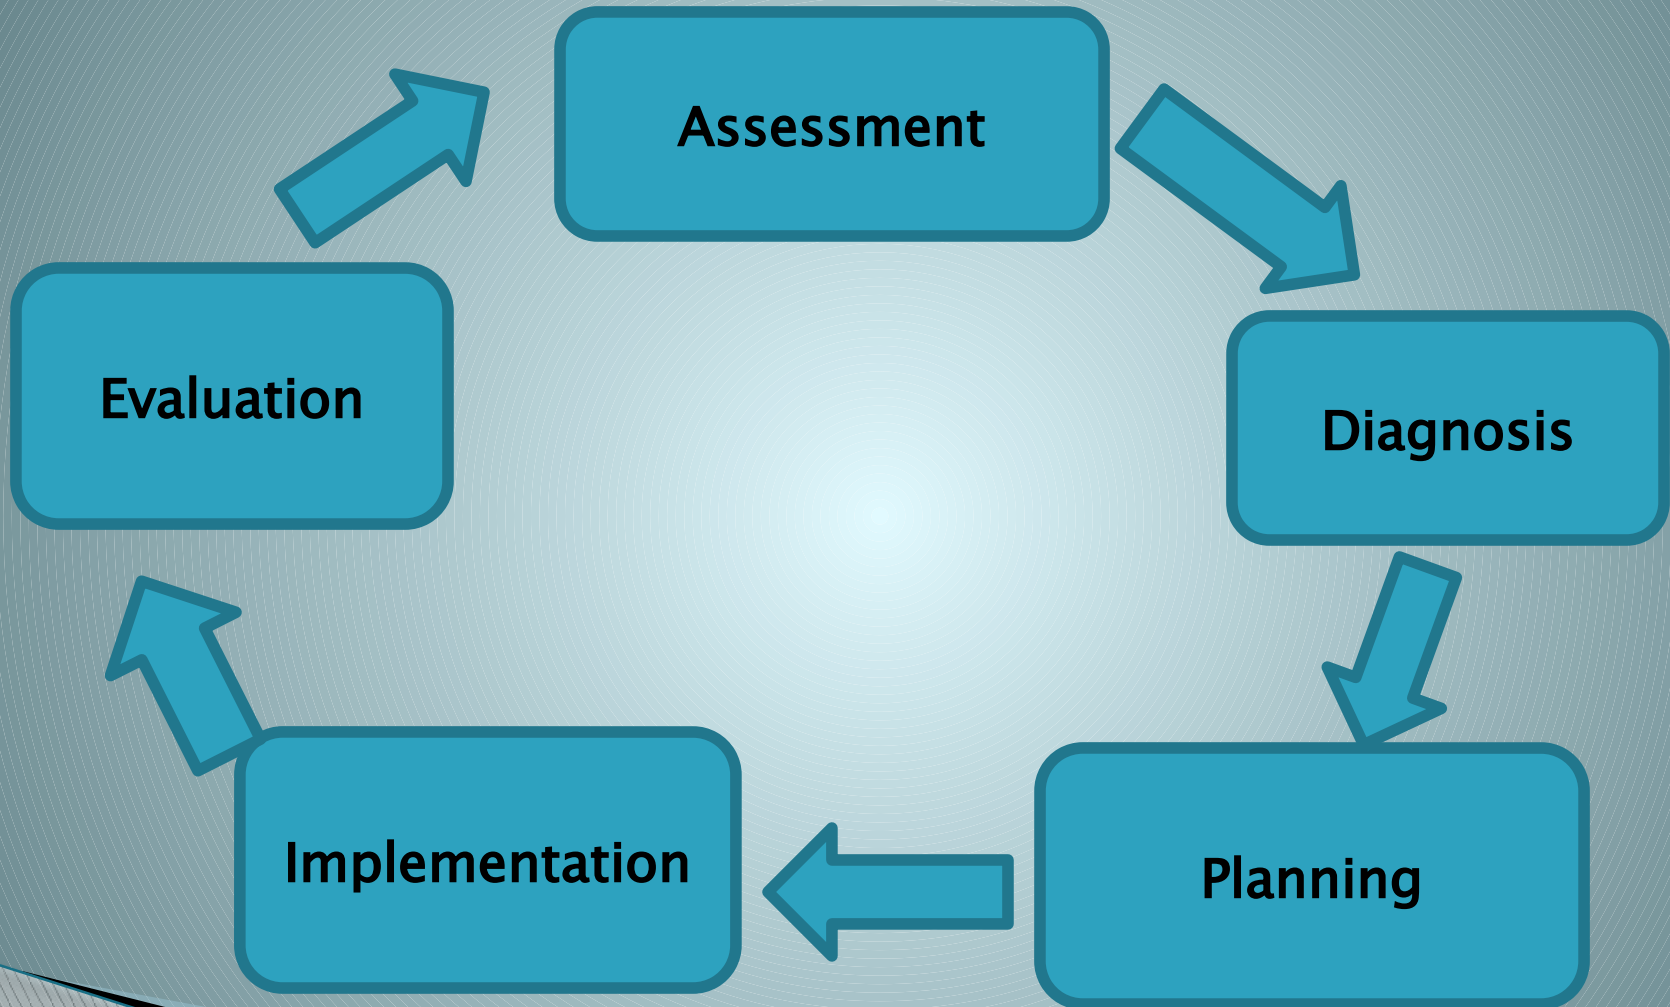 Assessment
Diagnosis
Planning
Implementation
Evaluation